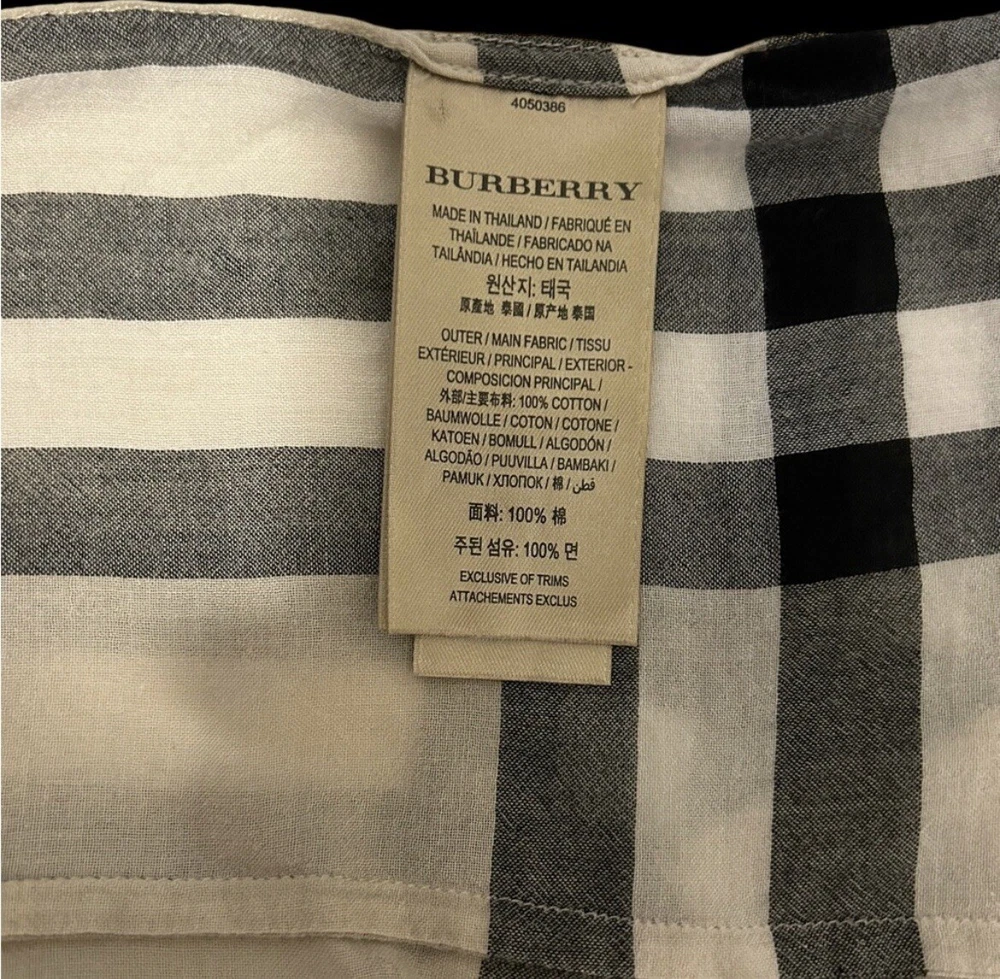 4050386
BURBERRY
MADE IN THAILAND / FABRIQUÉ EN
THAÏLANDE / FABRICADO NA
TAILÂNDIA / HECHO EN TAILANDIA
원산지: 태국
原產地 泰國 / 原产地 泰国
OUTER / MAIN FABRIC / TISSU
EXTÉRIEUR / PRINCIPAL / EXTERIOR -
COMPOSICION PRINCIPAL /
外部/主要布料: 100% COTTON /
BAUMWOLLE / COTON / COTONE /
KATOEN / BOMULL / ALGODÓN /
ALGODÃO / PUUVILLA / BAMBAKI /
PAMUK / ХЛОПОК / 棉 / قطن
面料: 100% 棉
주된 섬유: 100% 면
EXCLUSIVE OF TRIMS
ATTACHEMENTS EXCLUS